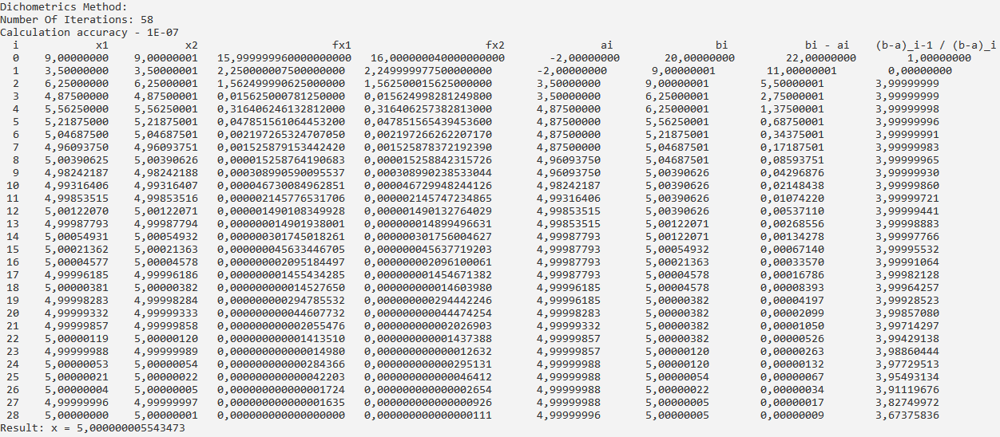 Dichometrics Method:
Number Of Iterations: 58
Calculation accuracy - 1E-07
i x1 x2 fx1 fx2 ai bi bi - ai (b-a)_i-1 / (b-a)_i
0 9,00000000 9,00000001 15,999999960000000000 16,000000040000000000 -2,00000000 20,00000000 22,00000000 1,00000000
1 3,50000000 3,50000001 2,250000007500000000 2,249999977500000000 -2,00000000 9,00000001 11,00000001 0,00000000
2 6,25000000 6,25000001 1,562499990625000000 1,562500015625000000 3,50000000 9,00000001 5,50000001 3,99999999
3 4,87500000 4,87500001 0,015625000781250000 0,015624998281249800 3,50000000 6,25000001 2,75000001 3,99999999
4 5,56250000 5,56250001 0,316406246132812000 0,316406257382813000 4,87500000 6,25000001 1,37500001 3,99999998
5 5,21875000 5,21875001 0,047851561064453200 0,047851565439453600 4,87500000 5,56250001 0,68750001 3,99999996
6 5,04687500 5,04687501 0,002197265324707050 0,002197266262207170 4,87500000 5,21875001 0,34375001 3,99999991
7 4,96093750 4,96093751 0,001525879153442420 0,001525878372192390 4,87500000 5,04687501 0,17187501 3,99999983
8 5,00390625 5,00390626 0,000015258764190683 0,000015258842315726 4,96093750 5,04687501 0,08593751 3,99999965
9 4,98242187 4,98242188 0,000308990590095537 0,000308990238533044 4,96093750 5,00390626 0,04296876 3,99999930
10 4,99316406 4,99316407 0,000046730084962851 0,000046729948244126 4,98242187 5,00390626 0,02148438 3,99999860
11 4,99853515 4,99853516 0,000002145776531706 0,000002145747234865 4,99316406 5,00390626 0,01074220 3,99999721
12 5,00122070 5,00122071 0,000001490108349928 0,000001490132764029 4,99853515 5,00390626 0,00537110 3,99999441
13 4,99987793 4,99987794 0,000000014901938001 0,000000014899496631 4,99853515 5,00122071 0,00268556 3,99998883
14 5,00054931 5,00054932 0,000000301745018261 0,000000301756004627 4,99987793 5,00122071 0,00134278 3,99997766
15 5,00021362 5,00021363 0,000000045633446705 0,000000045637719203 4,99987793 5,00054932 0,00067140 3,99995532
16 5,00004577 5,00004578 0,000000002095184497 0,000000002096100061 4,99987793 5,00021363 0,00033570 3,99991064
17 4,99996185 4,99996186 0,000000001455434285 0,000000001454671382 4,99987793 5,00004578 0,00016786 3,99982128
18 5,00000381 5,00000382 0,000000000014527650 0,000000000014603980 4,99996185 5,00004578 0,00008393 3,99964257
19 4,99998283 4,99998284 0,000000000294785532 0,000000000294442246 4,99996185 5,00000382 0,00004197 3,99928523
20 4,99999332 4,99999333 0,000000000044607732 0,000000000044474254 4,99998283 5,00000382 0,00002099 3,99857080
21 4,99999857 4,99999858 0,000000000002055476 0,000000000002026903 4,99999332 5,00000382 0,00001050 3,99714297
22 5,00000119 5,00000120 0,000000000001413510 0,000000000001437388 4,99999857 5,00000382 0,00000526 3,99429138
23 4,99999988 4,99999989 0,000000000000014980 0,000000000000012632 4,99999857 5,00000120 0,00000263 3,98860444
24 5,00000053 5,00000054 0,000000000000284366 0,000000000000295131 4,99999988 5,00000120 0,00000132 3,97729513
25 5,00000021 5,00000022 0,000000000000042203 0,000000000000046412 4,99999988 5,00000054 0,00000067 3,95493134
26 5,00000004 5,00000005 0,000000000000001724 0,000000000000002654 4,99999988 5,00000022 0,00000034 3,91119676
27 4,99999996 4,99999997 0,000000000000001635 0,000000000000000926 4,99999988 5,00000005 0,00000017 3,82749972
28 5,00000000 5,00000001 0,000000000000000000 0,000000000000000111 4,99999996 5,00000005 0,00000009 3,67375836
Result: x = 5,000000005543473